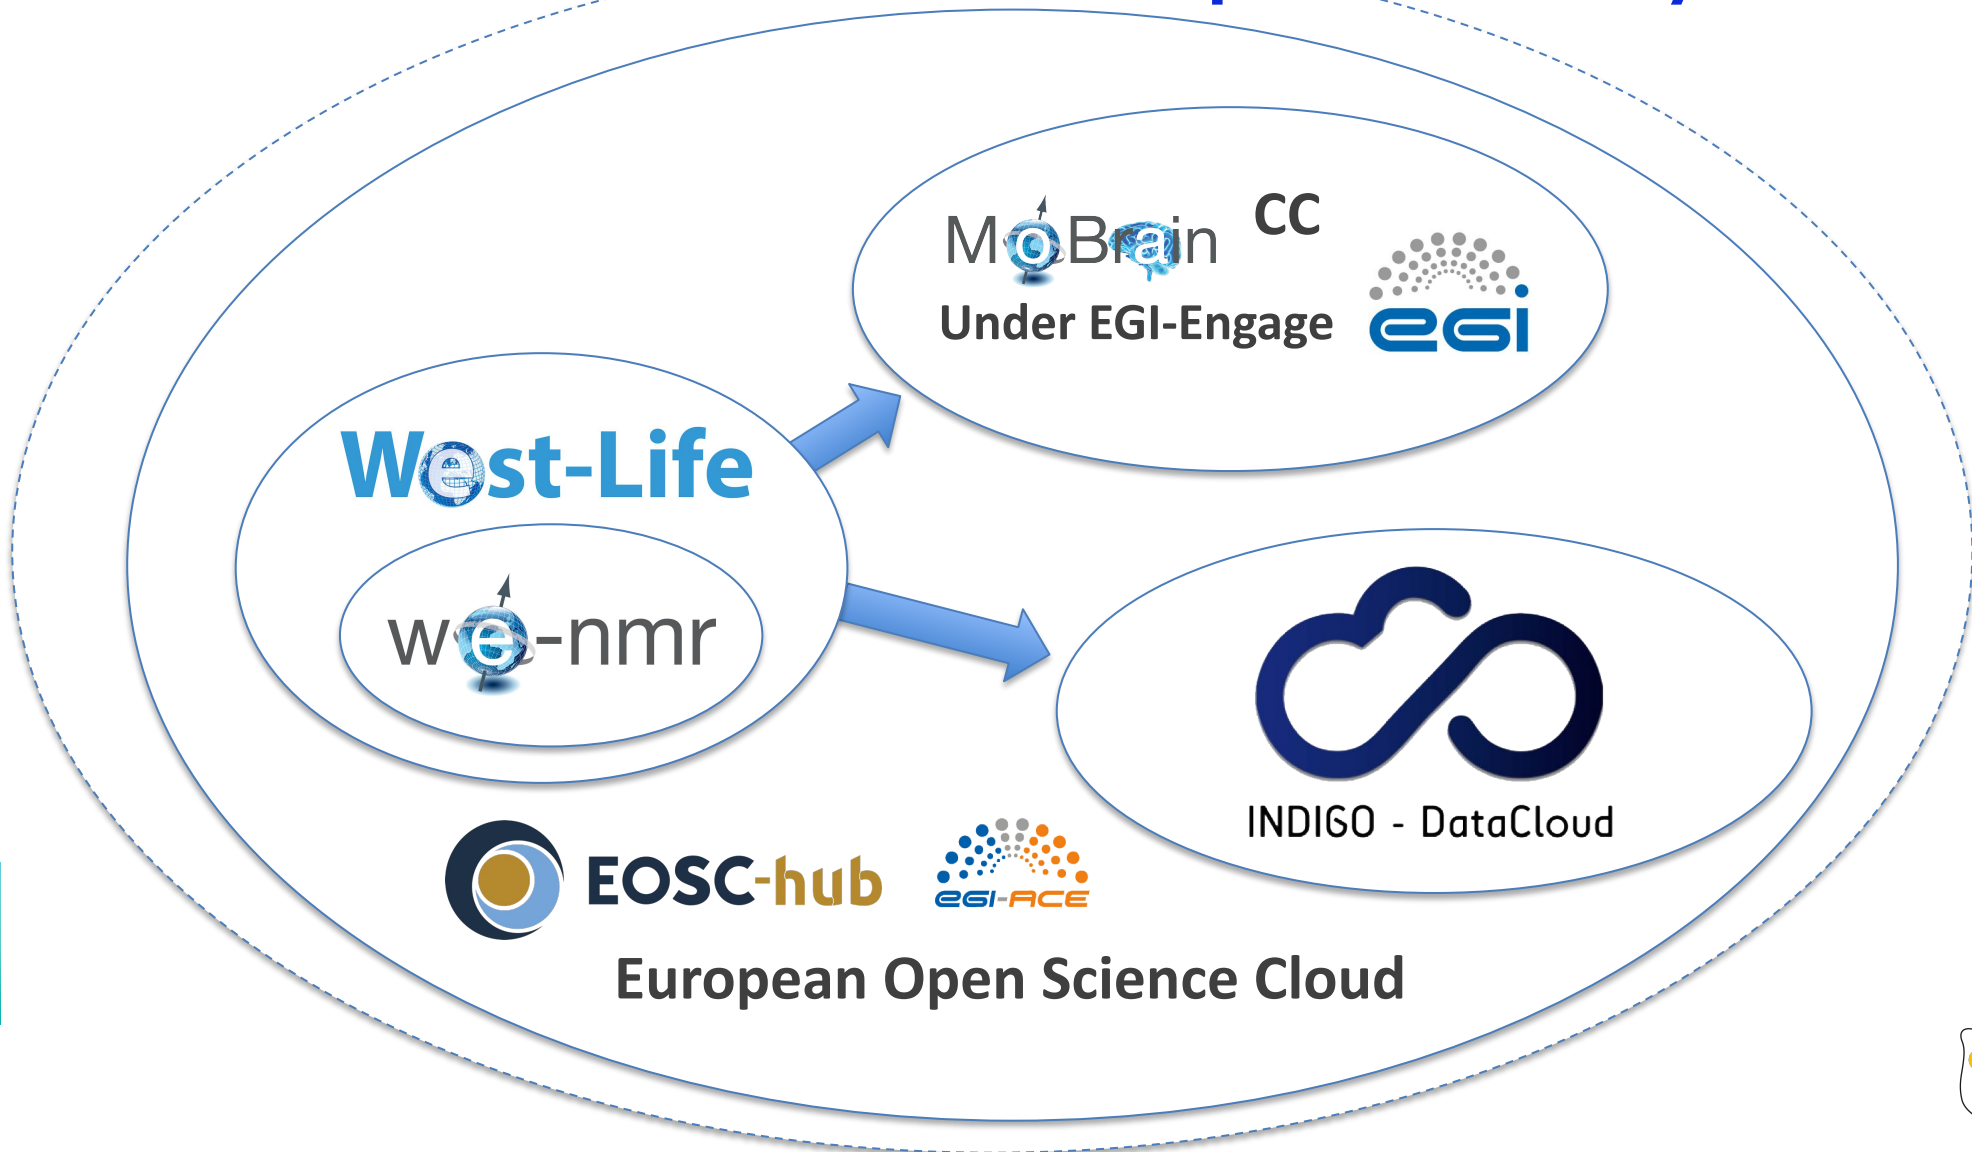 MoBrain CC
Under EGI-Engage
egi
West-Life
we-nmr
INDIGO - DataCloud
EOSC-hub
EGI-ACE
European Open Science Cloud